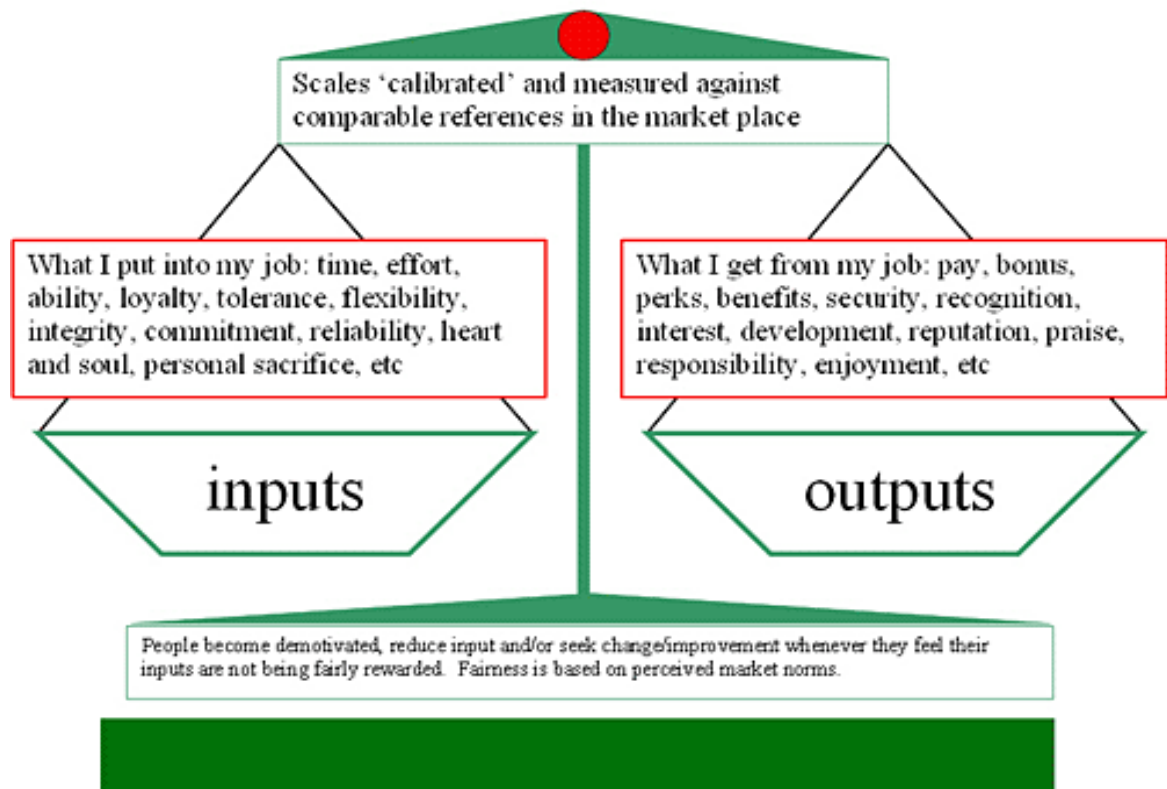 Scales ‘calibrated’ and measured against
comparable references in the market place
What I put into my job: time, effort,
ability, loyalty, tolerance, flexibility,
integrity, commitment, reliability, heart
and soul, personal sacrifice, etc
What I get from my job: pay, bonus,
perks, benefits, security, recognition,
interest, development, reputation, praise,
responsibility, enjoyment, etc
inputs
outputs
People become demotivated, reduce input and/or seek change/improvement whenever they feel their
inputs are not being fairly rewarded.  Fairness is based on perceived market norms.